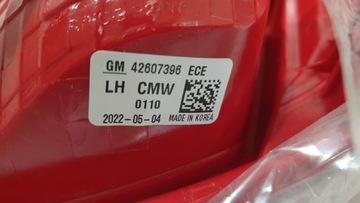 GM 42607396 ECE
LH CMW
0110
2022-05-04 MADE IN KOREA